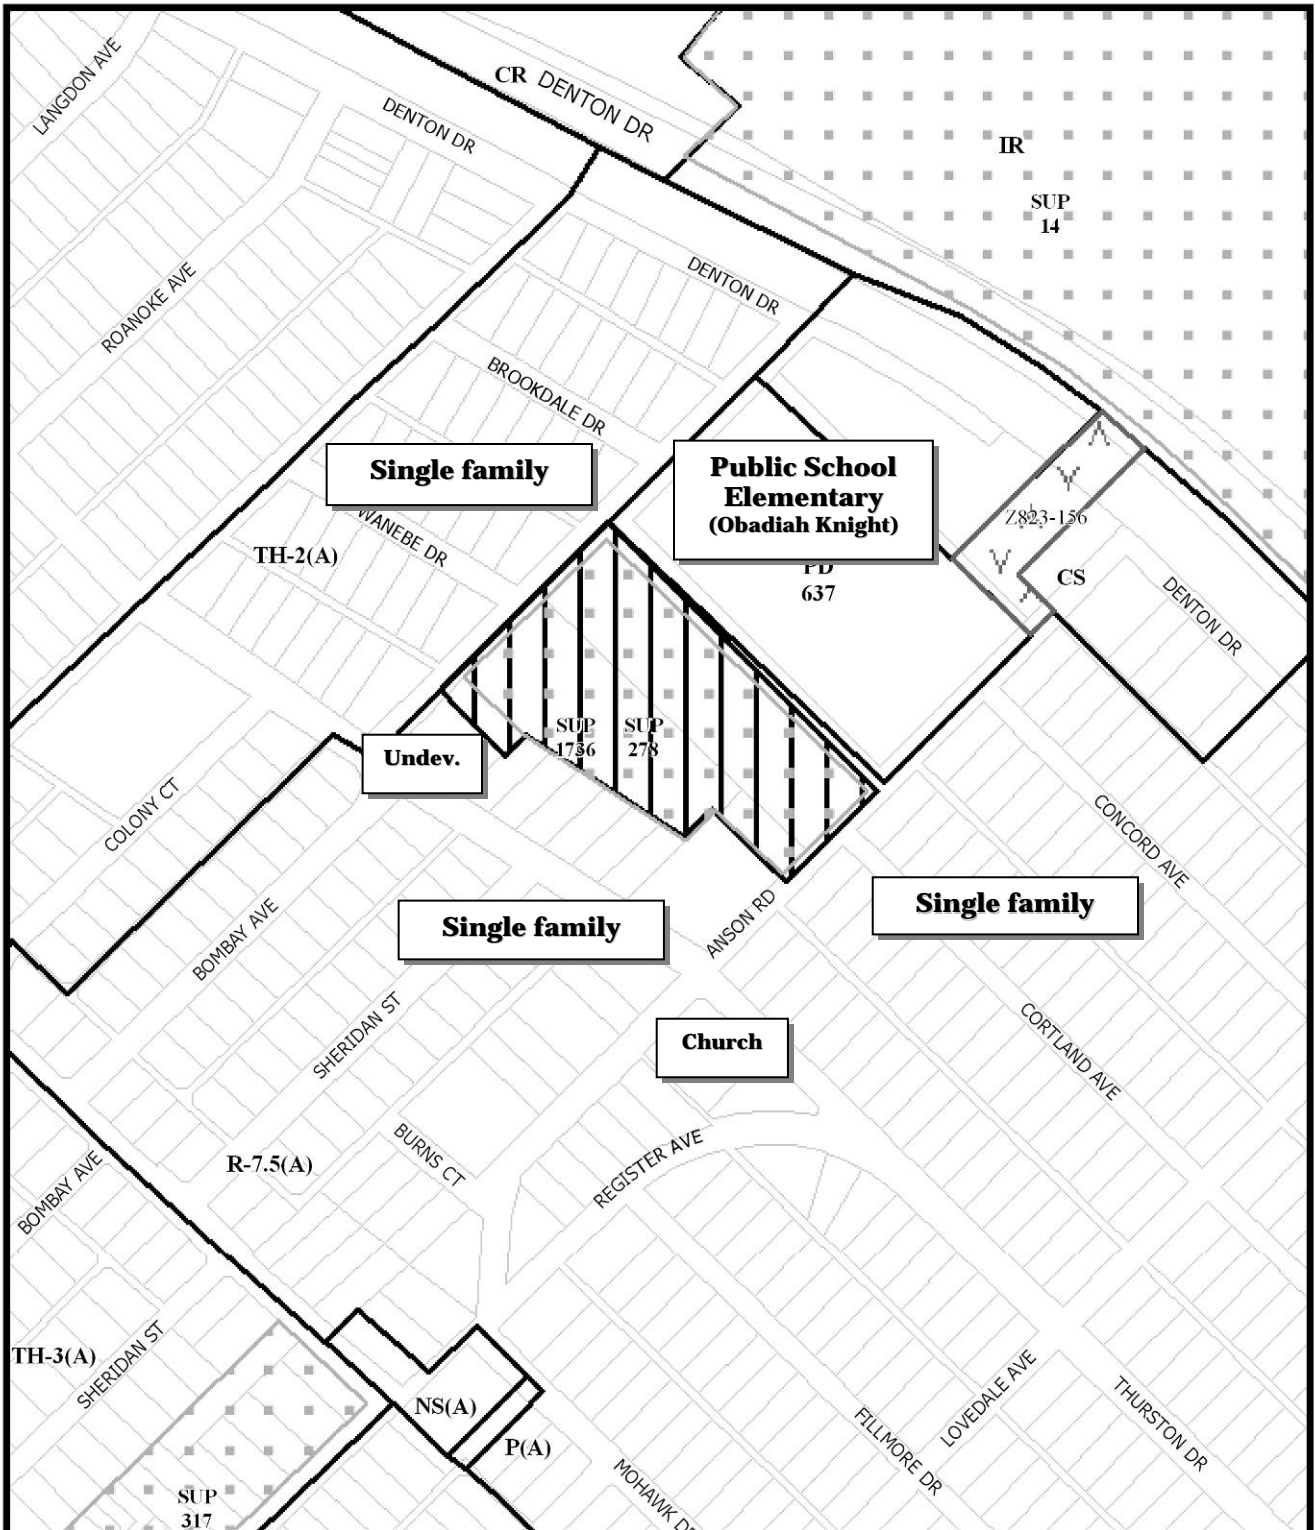 LANGDON AVE
CR
DENTON DR
DENTON DR
IR
SUP
14
ROANOKE AVE
DENTON DR
BROOKDALE DR
Single family
Public School
Elementary
(Obadiah Knight)
WANEBE DR
TH-2(A)
PD
637
Z823-156
CS
DENTON DR
SUP
1736
SUP
278
Undev.
COLONY CT
CONCORD AVE
BOMBAY AVE
Single family
ANSON RD
Single family
SHERIDAN ST
Church
CORTLAND AVE
BURNS CT
REGISTER AVE
R-7.5(A)
BOMBAY AVE
TH-3(A)
SHERIDAN ST
NS(A)
P(A)
LOVEDALE AVE
THURSTON DR
FILLMORE DR
MOHAWK DR
SUP
317